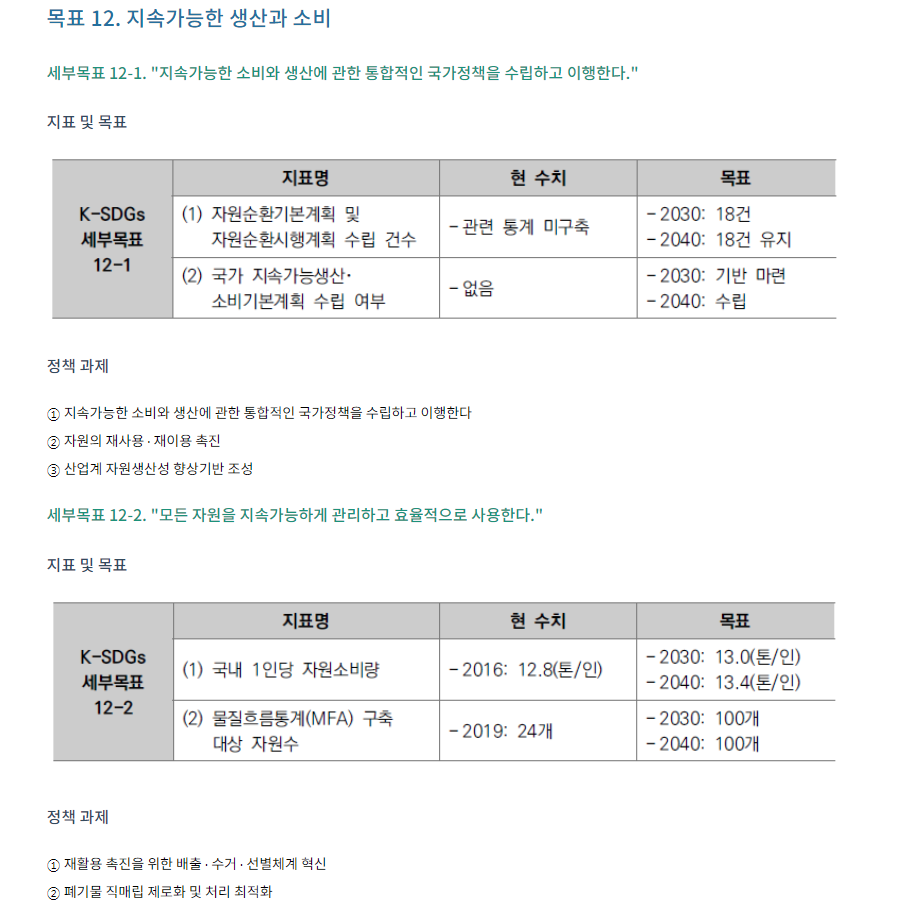 목표 12. 지속가능한 생산과 소비
세부목표 12-1. "지속가능한 소비와 생산에 관한 통합적인 국가정책을 수립하고 이행한다."
지표 및 목표
K-SDGs
세부목표
12-1
지표명
현 수치
목표
(1) 자원순환기본계획 및
자원순환시행계획 수립 건수
- 관련 통계 미구축
- 2030: 18건
- 2040: 18건 유지
(2) 국가 지속가능생산·
소비기본계획 수립 여부
- 없음
- 2030: 기반 마련
- 2040: 수립
정책 과제
① 지속가능한 소비와 생산에 관한 통합적인 국가정책을 수립하고 이행한다
② 자원의 재사용 · 재이용 촉진
③ 산업계 자원생산성 향상기반 조성
세부목표 12-2. "모든 자원을 지속가능하게 관리하고 효율적으로 사용한다."
지표 및 목표
K-SDGs
세부목표
12-2
지표명
현 수치
목표
(1) 국내 1인당 자원소비량
- 2016: 12.8(톤/인)
- 2030: 13.0(톤/인)
- 2040: 13.4(톤/인)
(2) 물질흐름통계(MFA) 구축
대상 자원수
- 2019: 24개
- 2030: 100개
- 2040: 100개
정책 과제
① 재활용 촉진을 위한 배출 · 수거 · 선별체계 혁신
② 폐기물 직매립 제로화 및 처리 최적화